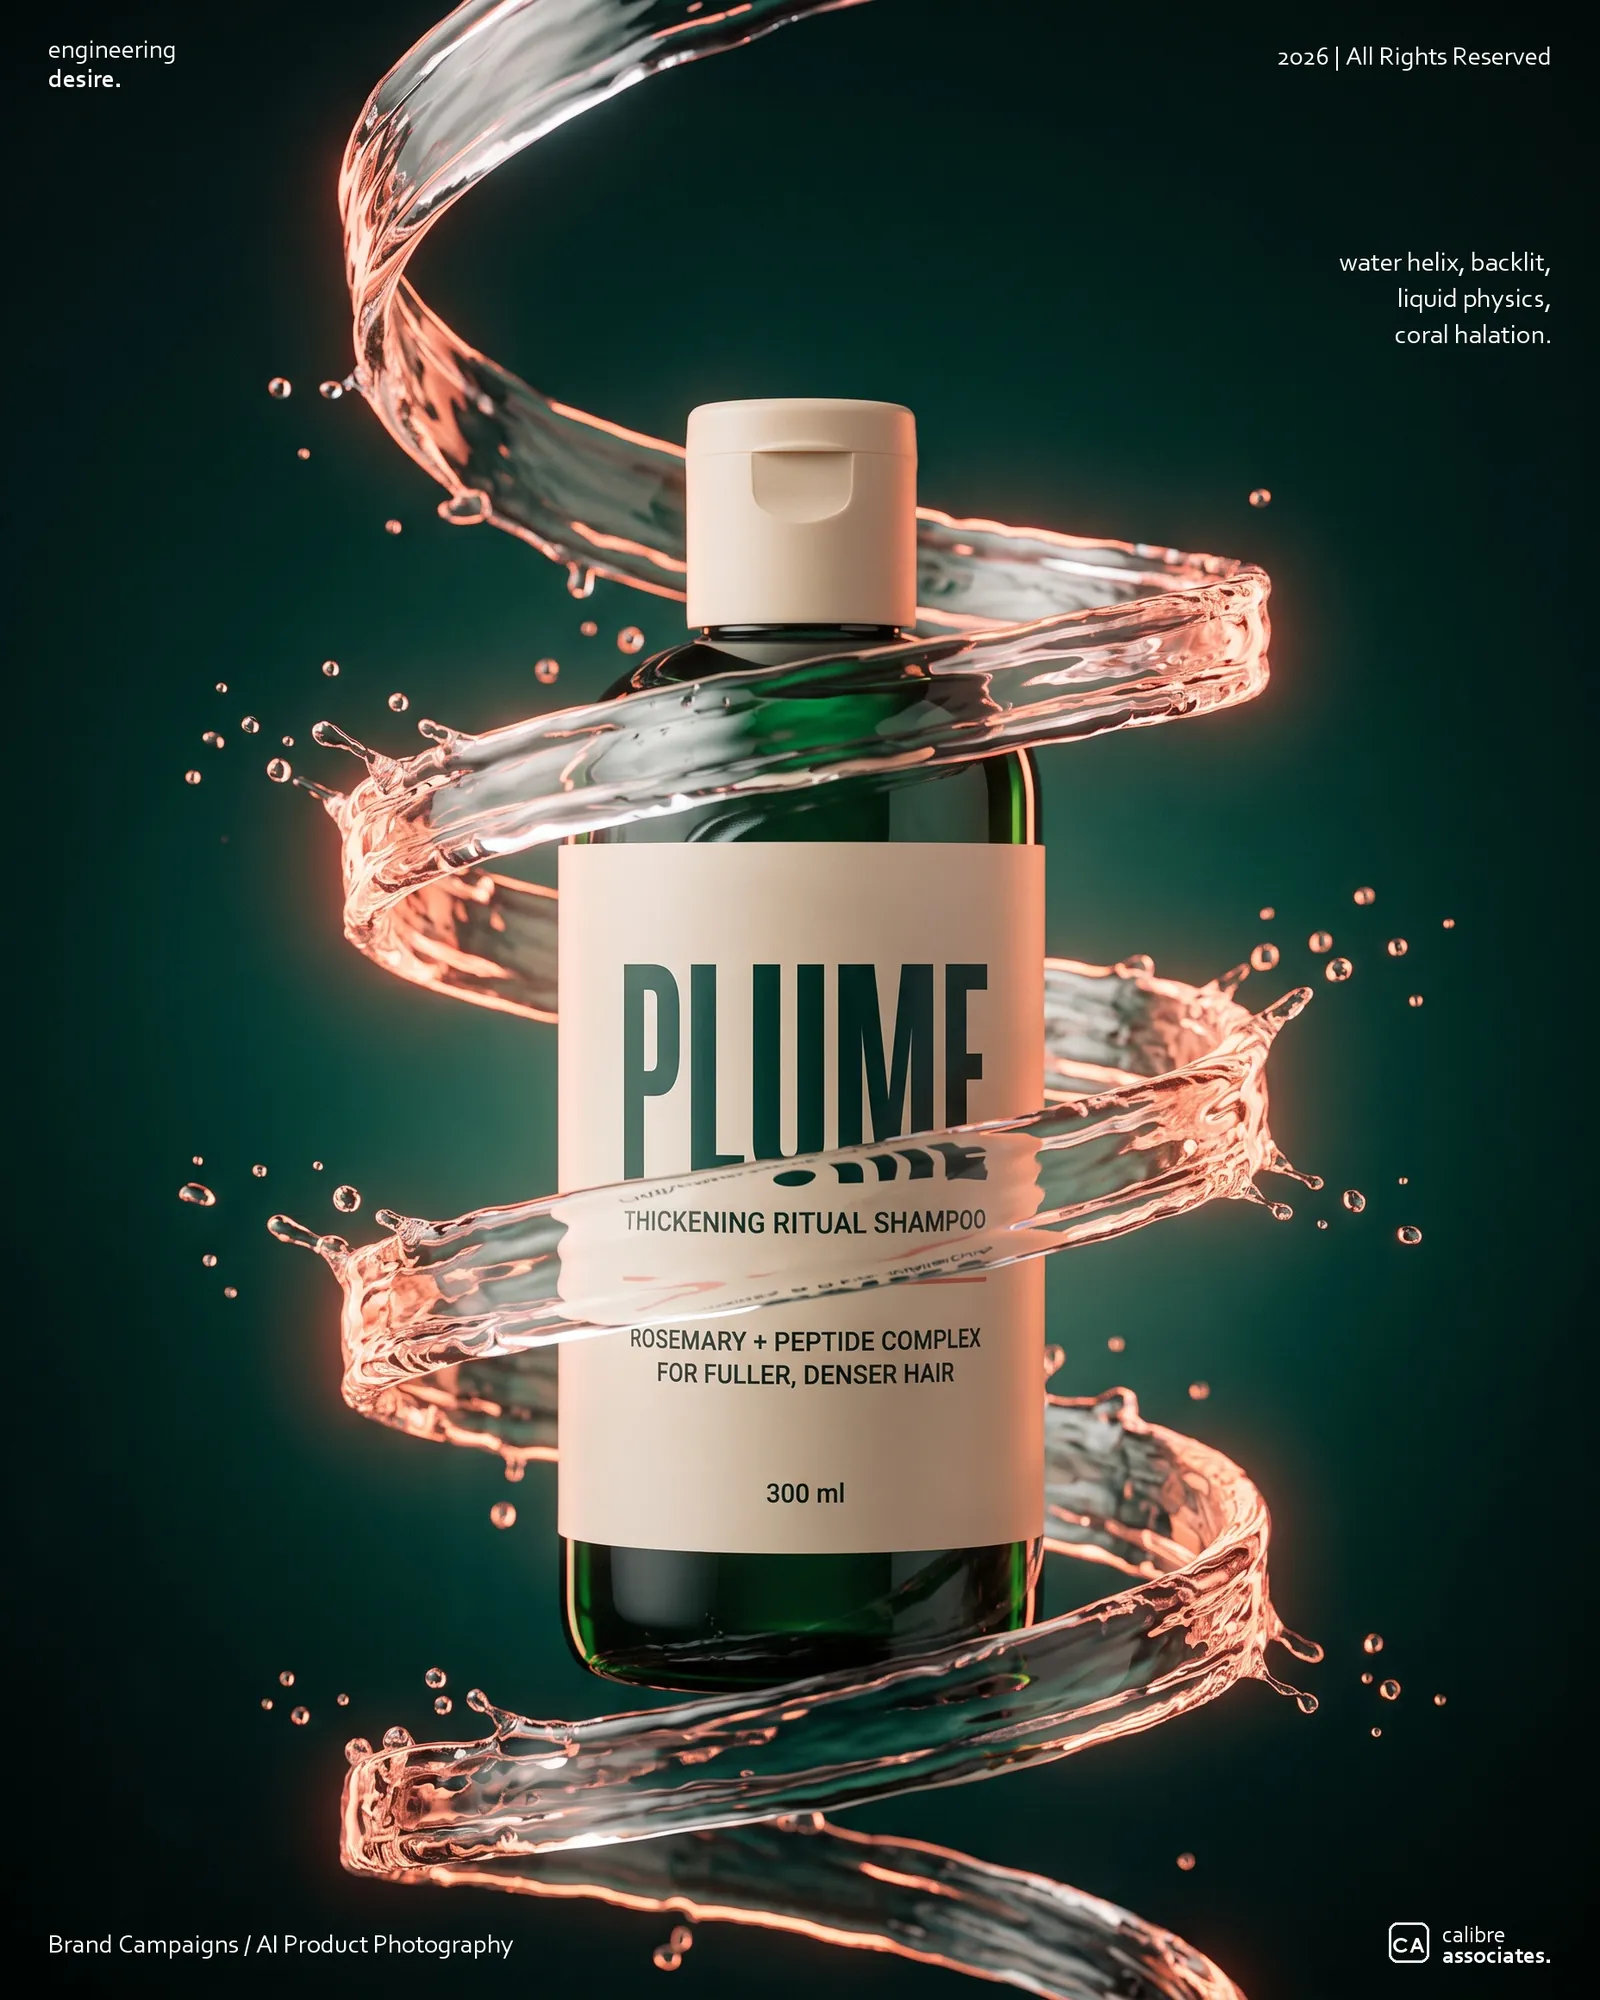 engineering
desire.
2026 | All Rights Reserved
water helix, backlit,
liquid physics,
coral halation.
PLUME
THICKENING RITUAL SHAMPOO
ROSEMARY + PEPTIDE COMPLEX
FOR FULLER, DENSER HAIR
300 ml
Brand Campaigns / AI Product Photography
CA
calibre
associates.